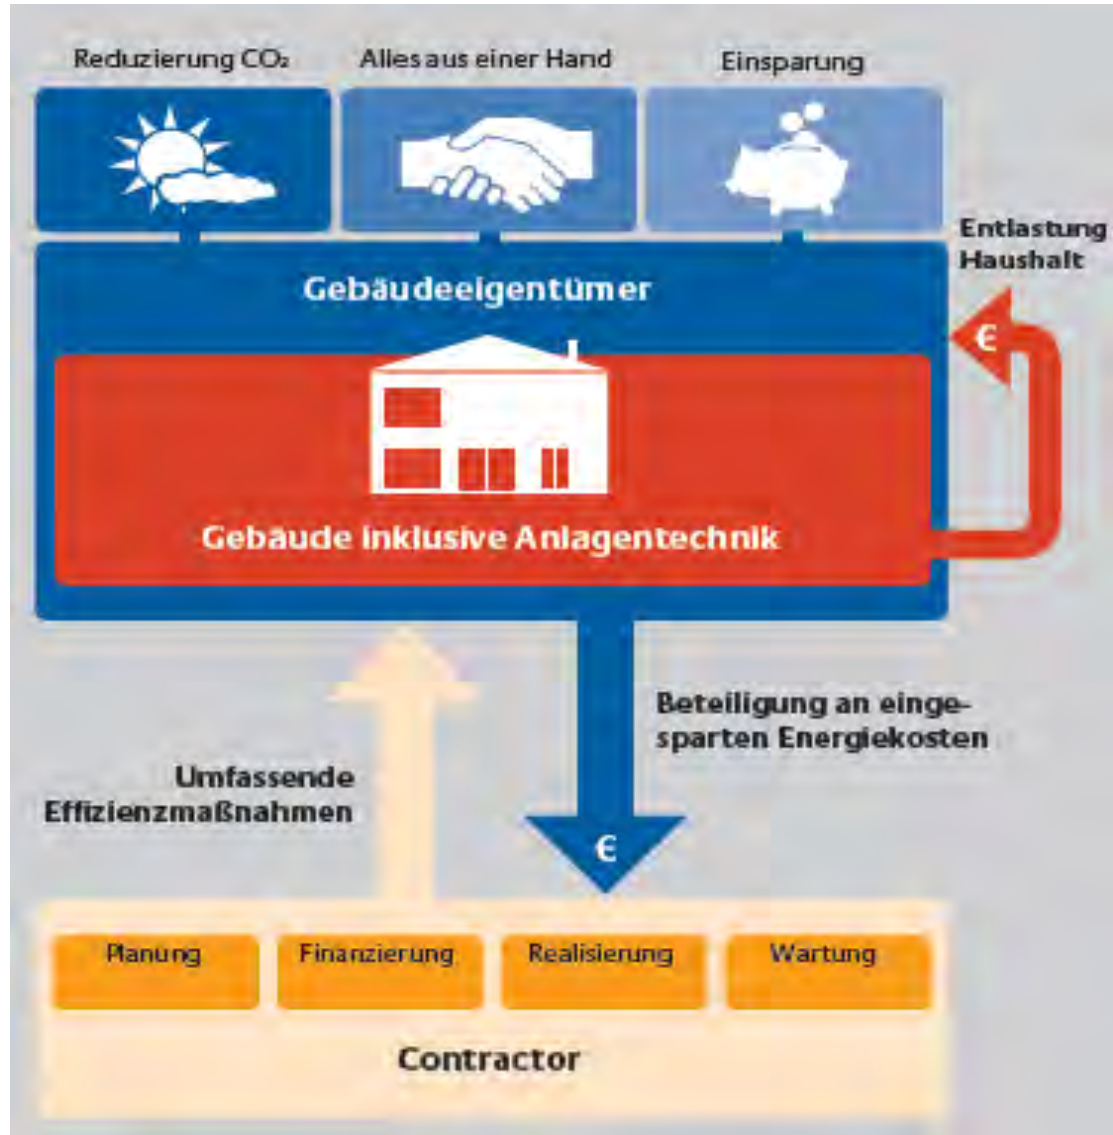 Reduzierung CO₂
Alles aus einer Hand
Einsparung
Entlastung
Haushalt
Gebäudeeigentümer
€
Gebäude inklusive Anlagentechnik
Beteiligung an einge-
sparten Energiekosten
Umfassende
Effizienzmaßnahmen
€
Planung
Finanzierung
Realisierung
Wartung
Contractor